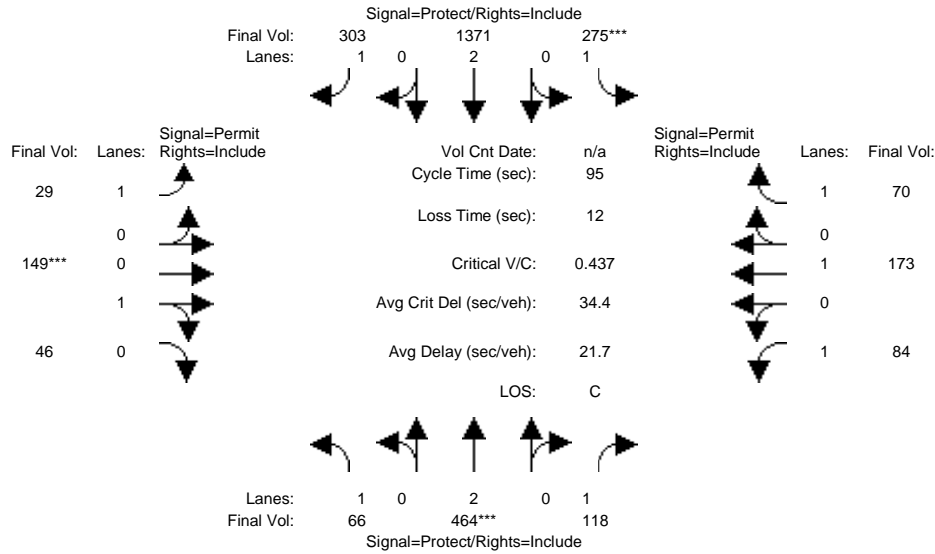 Signal=Protect/Rights=Include
Final Vol: 303 1371 275***
Lanes: 1 0 2 0 1
Signal=Permit Signal=Permit
Final Vol: Lanes: Rights=Include Vol Cnt Date: n/a Rights=Include Lanes: Final Vol:
Cycle Time (sec): 95
29 1 1 70
Loss Time (sec): 12
0 0
149*** 0 Critical V/C: 0.437 1 173
1 Avg Crit Del (sec/veh): 34.4 0
46 0 Avg Delay (sec/veh): 21.7 1 84
LOS: C
Lanes: 1 0 2 0 1
Final Vol: 66 464*** 118
Signal=Protect/Rights=Include